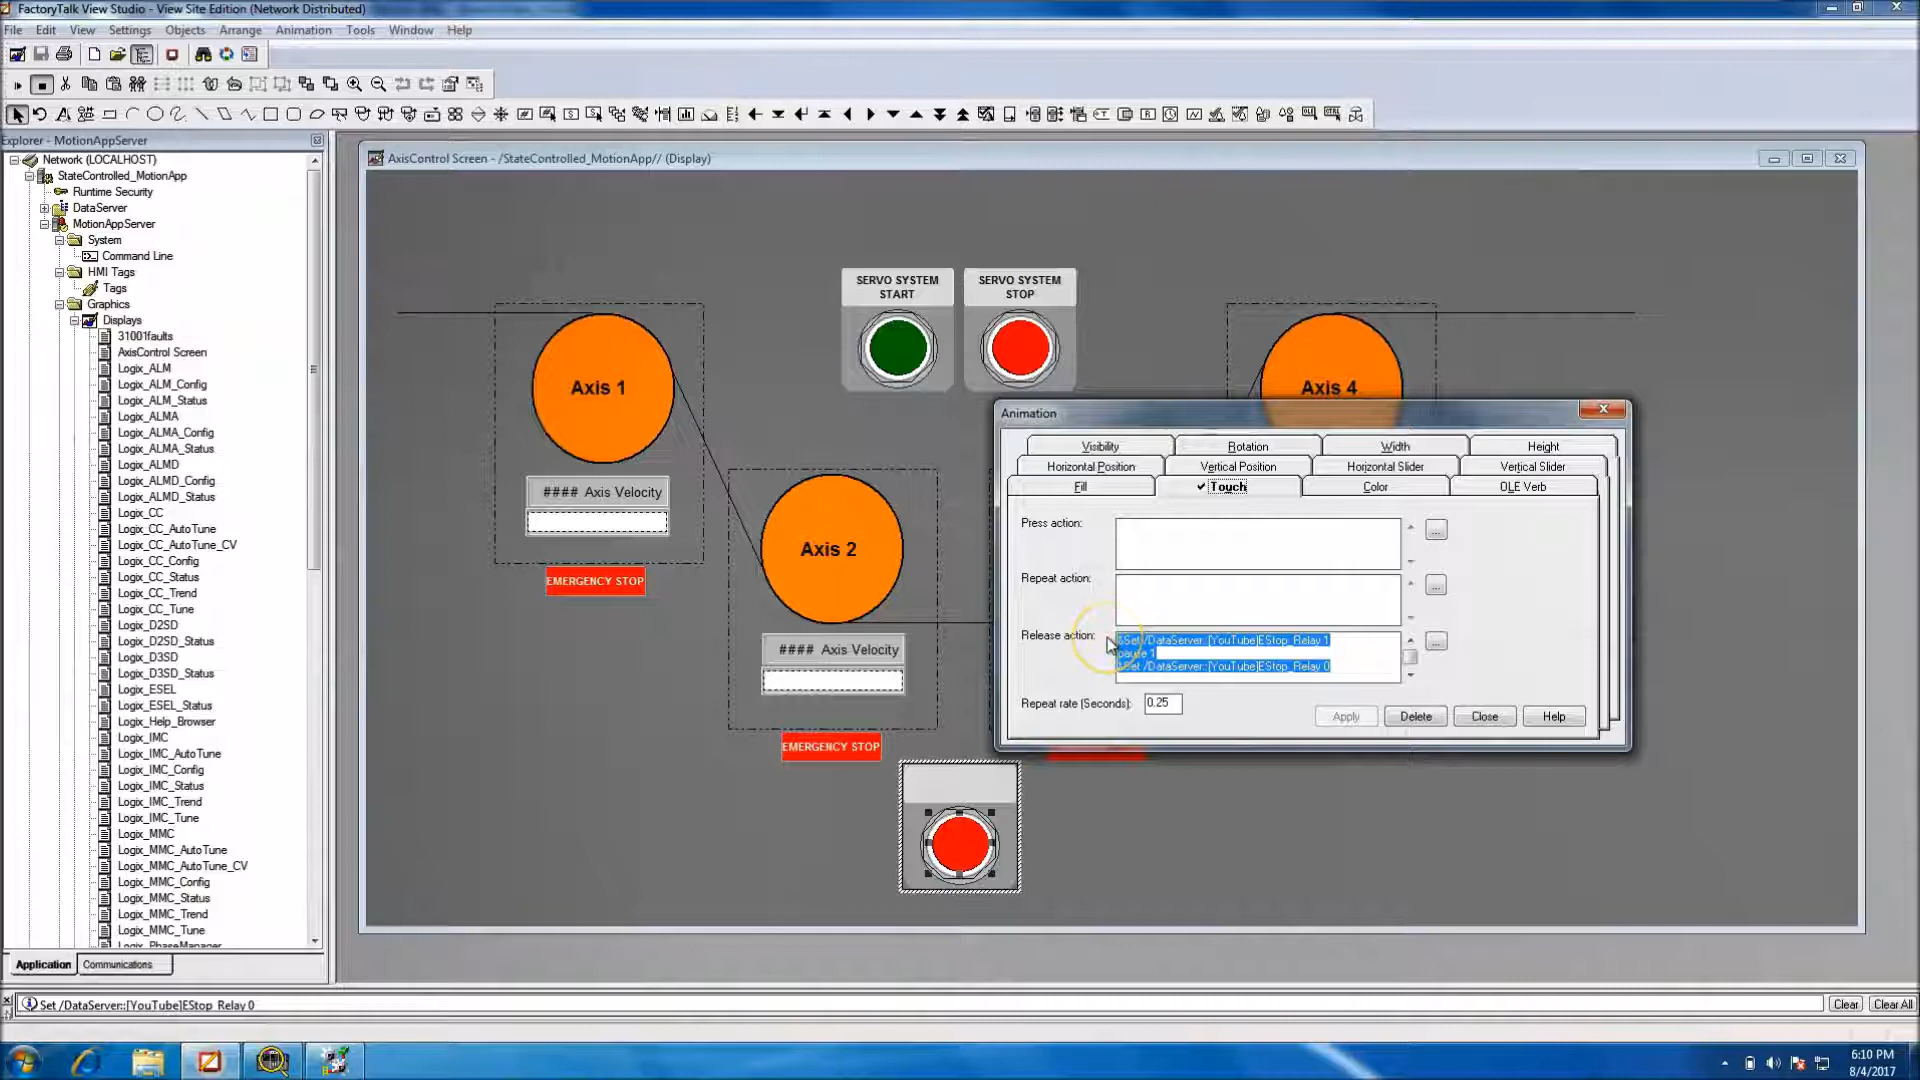 FactoryTalk View Studio - View Site Edition (Network Distributed)
File Edit View Settings Objects Arrange Animation Tools Window Help
Explorer - MotionAppServer
Network (LOCALHOST)
StateControlled_MotionApp
Runtime Security
DataServer
MotionAppServer
System
Command Line
HMI Tags
Tags
Graphics
Displays
31001faults
AxisControl Screen
Logix_ALM
Logix_ALM_Config
Logix_ALM_Status
Logix_ALMA
Logix_ALMA_Config
Logix_ALMA_Status
Logix_ALMD
Logix_ALMD_Config
Logix_ALMD_Status
Logix_CC
Logix_CC_AutoTune
Logix_CC_AutoTune_CV
Logix_CC_Config
Logix_CC_Status
Logix_CC_Trend
Logix_CC_Tune
Logix_D2SD
Logix_D2SD_Status
Logix_D3SD
Logix_D3SD_Status
Logix_ESEL
Logix_ESEL_Status
Logix_Help_Browser
Logix_IMC
Logix_IMC_AutoTune
Logix_IMC_Config
Logix_IMC_Status
Logix_IMC_Trend
Logix_IMC_Tune
Logix_MMC
Logix_MMC_AutoTune
Logix_MMC_AutoTune_CV
Logix_MMC_Config
Logix_MMC_Status
Logix_MMC_Trend
Logix_MMC_Tune
Logix_PhaseManager
Application Communications
AxisControl Screen - /StateControlled_MotionApp// (Display)
SERVO SYSTEM
START
SERVO SYSTEM
STOP
Axis 1
#### Axis Velocity
EMERGENCY STOP
Axis 2
#### Axis Velocity
EMERGENCY STOP
Axis 4
Animation
Visibility Rotation Width Height
Horizontal Position Vertical Position Horizontal Slider Vertical Slider
Fill Touch Color OLE Verb
Press action:
...
Repeat action:
...
Release action:
Set /DataServer::[YouTube]EStop_Relay 1
pause 1
Set /DataServer::[YouTube]EStop_Relay 0
...
Repeat rate (Seconds): 0.25
Apply Delete Close Help
Set /DataServer::[YouTube]EStop_Relay 0
Clear Clear All
6:10 PM
8/4/2017